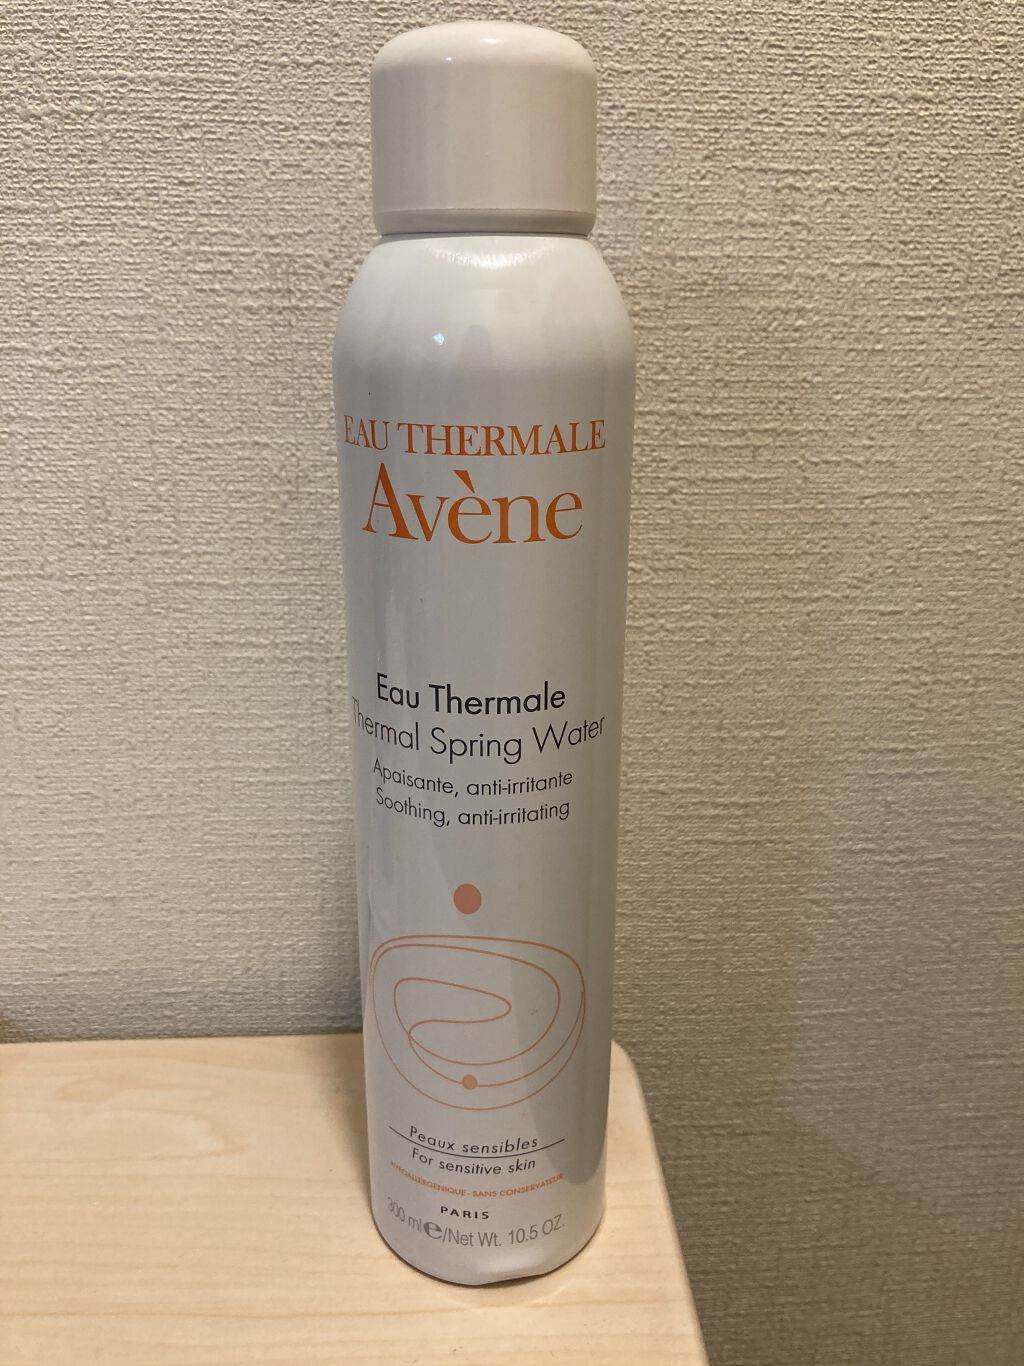 EAU THERMALE
Avène
Eau Thermale
Thermal Spring Water
Apaisante, anti-irritante
Soothing, anti-irritating
Peaux sensibles
For sensitive skin
HYPOALLERGENIQUE - SANS CONSERVATEUR
PARIS
300 ml℮/Net Wt. 10.5 OZ.